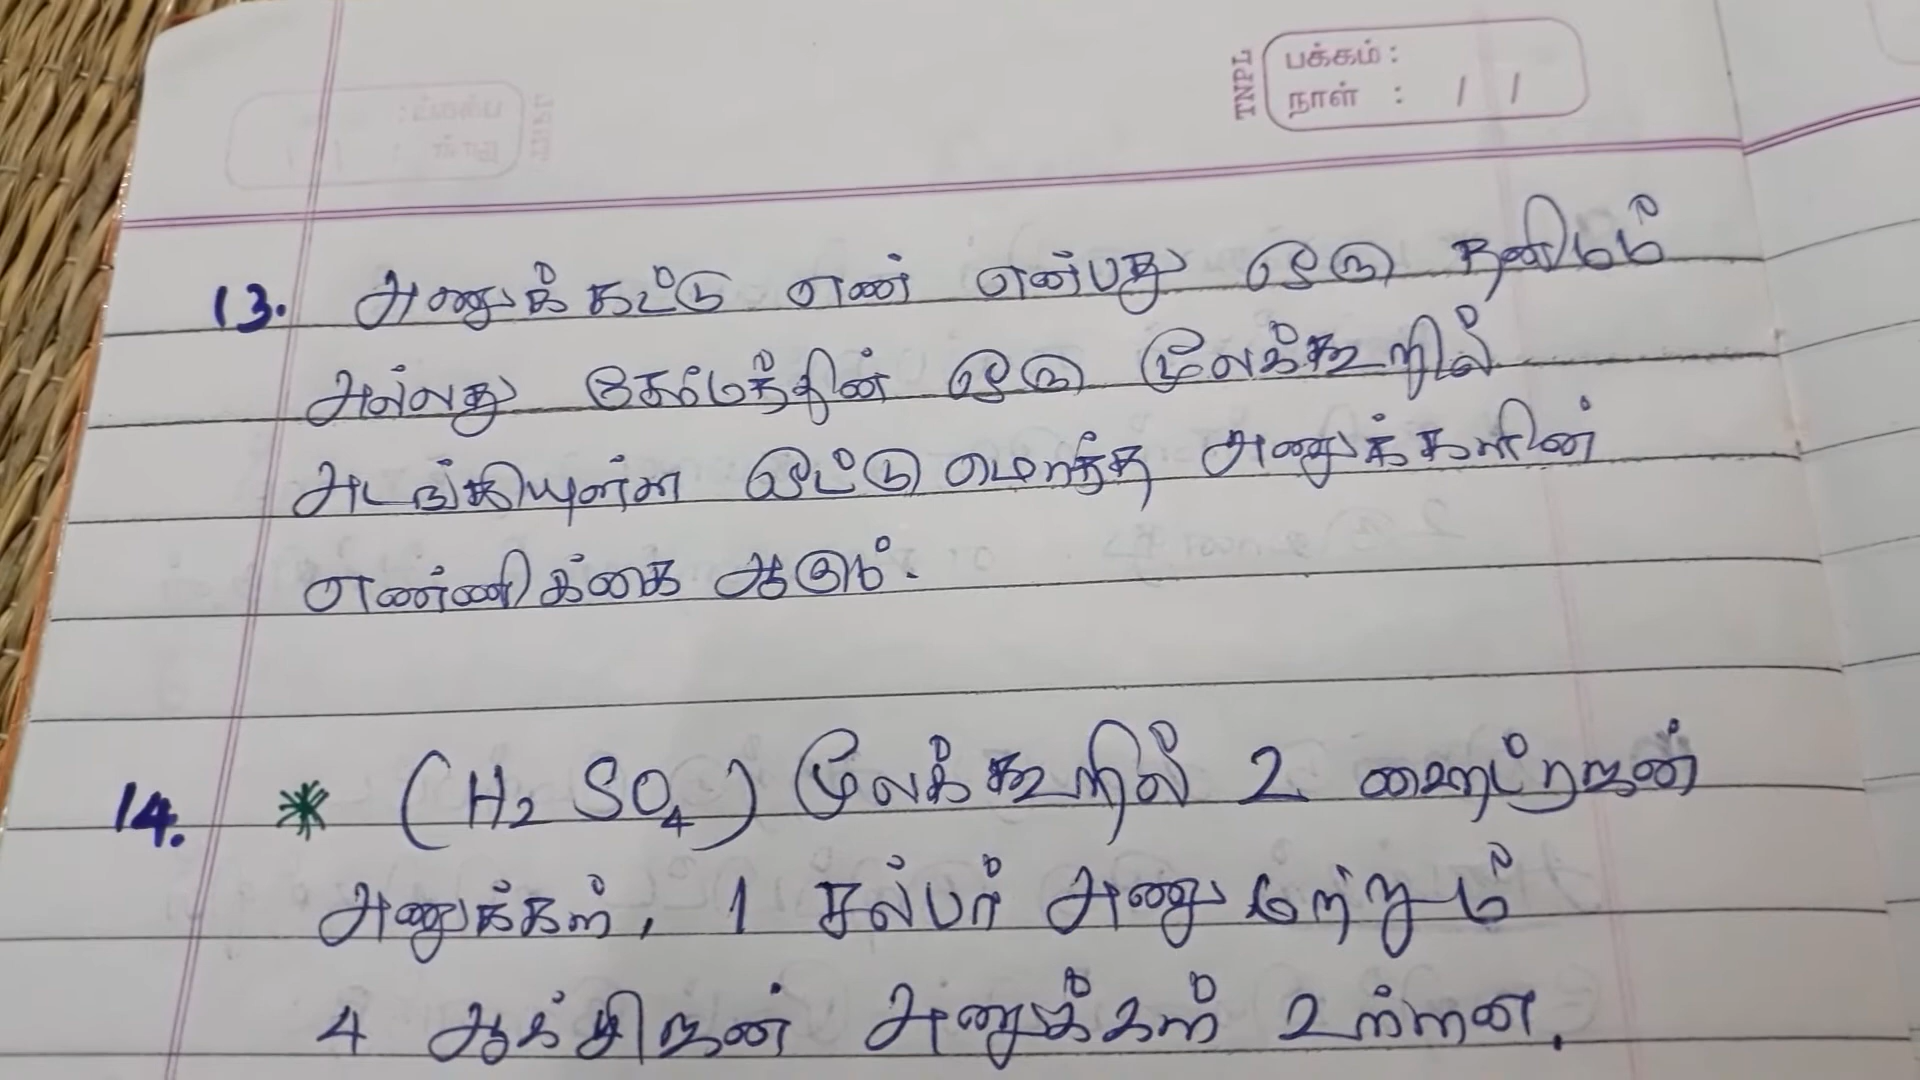 TNPL
பக்கம் :
நாள் : / /
13. அணுக்கட்டு எண் என்பது ஒரு தனிமம்
அல்லது சேர்மத்தின் ஒரு மூலக்கூறில்
அடங்கியுள்ள ஒட்டுமொத்த அணுக்களின்
எண்ணிக்கை ஆகும்.
14. * (H₂ SO₄) மூலக்கூறில் 2 ஹைட்ரஜன்
அணுக்கள், 1 சல்பர் அணு மற்றும்
4 ஆக்சிஜன் அணுக்கள் உள்ளன.